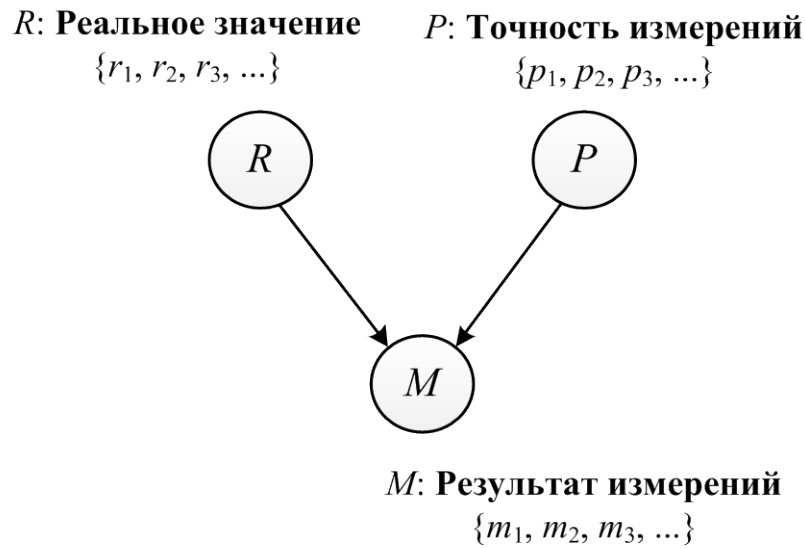 R: Реальное значение
{r₁, r₂, r₃, ...}
P: Точность измерений
{p₁, p₂, p₃, ...}
R
P
M
M: Результат измерений
{m₁, m₂, m₃, ...}